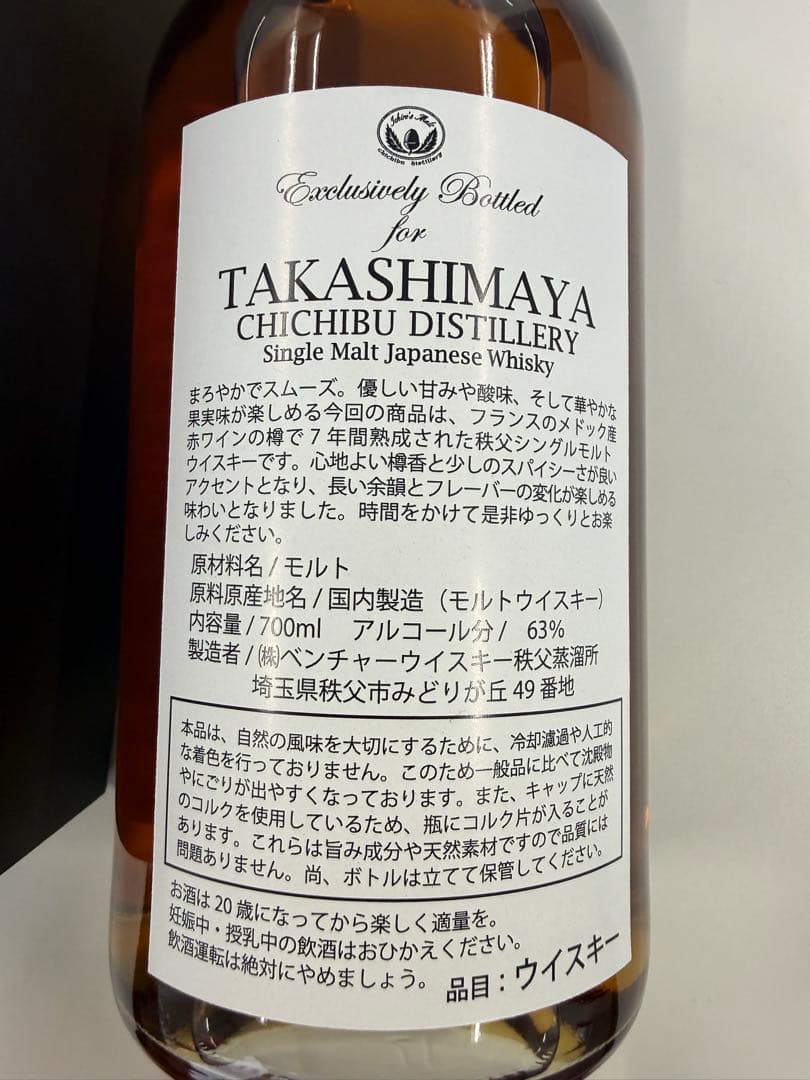 Ichiro's Malt
chichibu distillery
Exclusively Bottled
for
TAKASHIMAYA
CHICHIBU DISTILLERY
Single Malt Japanese Whisky
まろやかでスムーズ。優しい甘みや酸味、そして華やかな
果実味が楽しめる今回の商品は、フランスのメドック産
赤ワインの樽で7年間熟成された秩父シングルモルト
ウイスキーです。心地よい樽香と少しのスパイシーさが良い
アクセントとなり、長い余韻とフレーバーの変化が楽しめる
味わいとなりました。時間をかけて是非ゆっくりとお楽
しみください。
原材料名/モルト
原料原産地名/国内製造（モルトウイスキー）
内容量/700ml アルコール分/ 63%
製造者/㈱ベンチャーウイスキー秩父蒸溜所
埼玉県秩父市みどりが丘49番地
本品は、自然の風味を大切にするために、冷却濾過や人工的
な着色を行っておりません。このため一般品に比べて沈殿物
やにごりが出やすくなっております。また、キャップに天然
のコルクを使用しているため、瓶にコルク片が入ることが
あります。これらは旨み成分や天然素材ですので品質には
問題ありません。尚、ボトルは立てて保管してください。
お酒は20歳になってから楽しく適量を。
妊娠中・授乳中の飲酒はおひかえください。
飲酒運転は絶対にやめましょう。 品目：ウイスキー